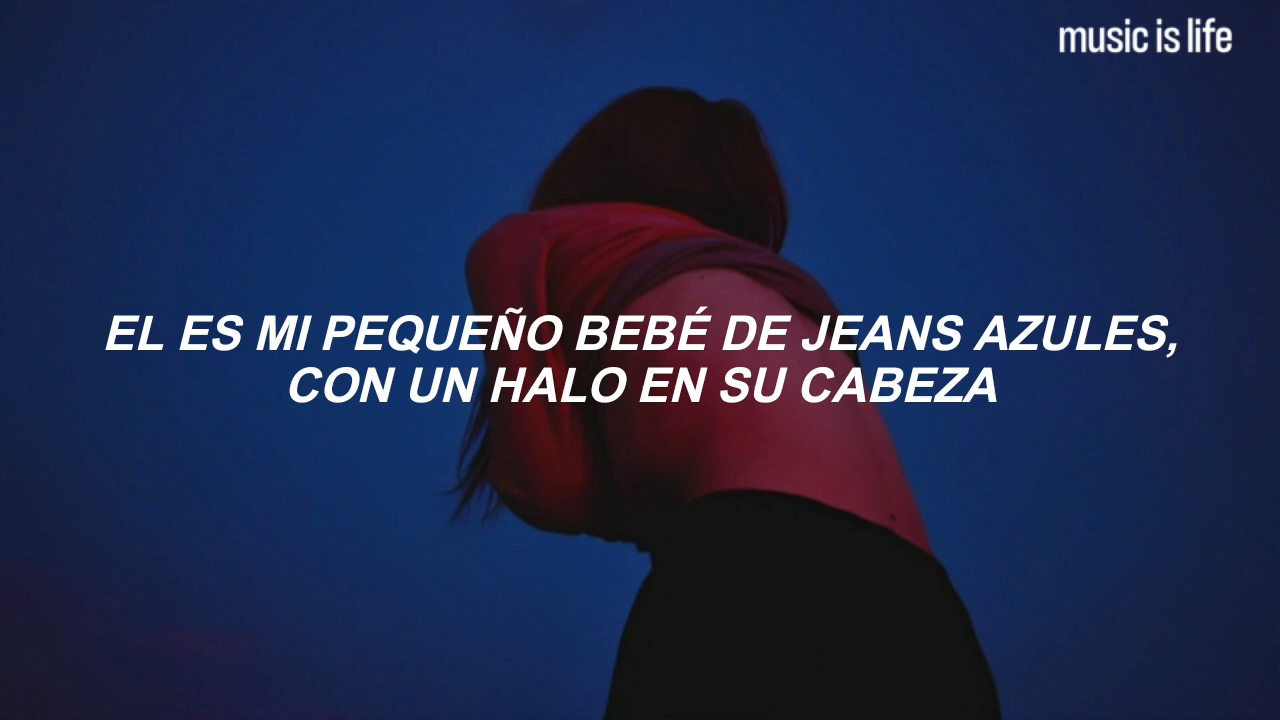 music is life
EL ES MI PEQUEÑO BEBÉ DE JEANS AZULES,
CON UN HALO EN SU CABEZA